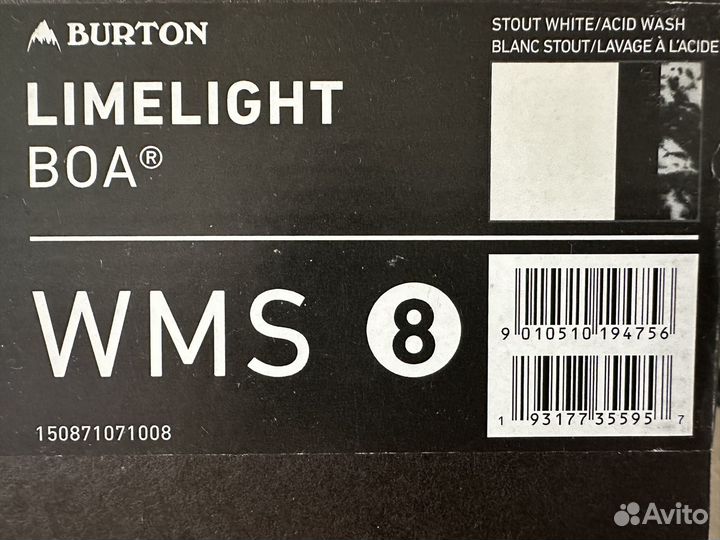 BURTON
LIMELIGHT
BOA®
STOUT WHITE/ACID WASH
BLANC STOUT/LAVAGE À L'ACIDE
WMS 8
9 010510 194756
1 93177 35595 7
150871071008
Avito